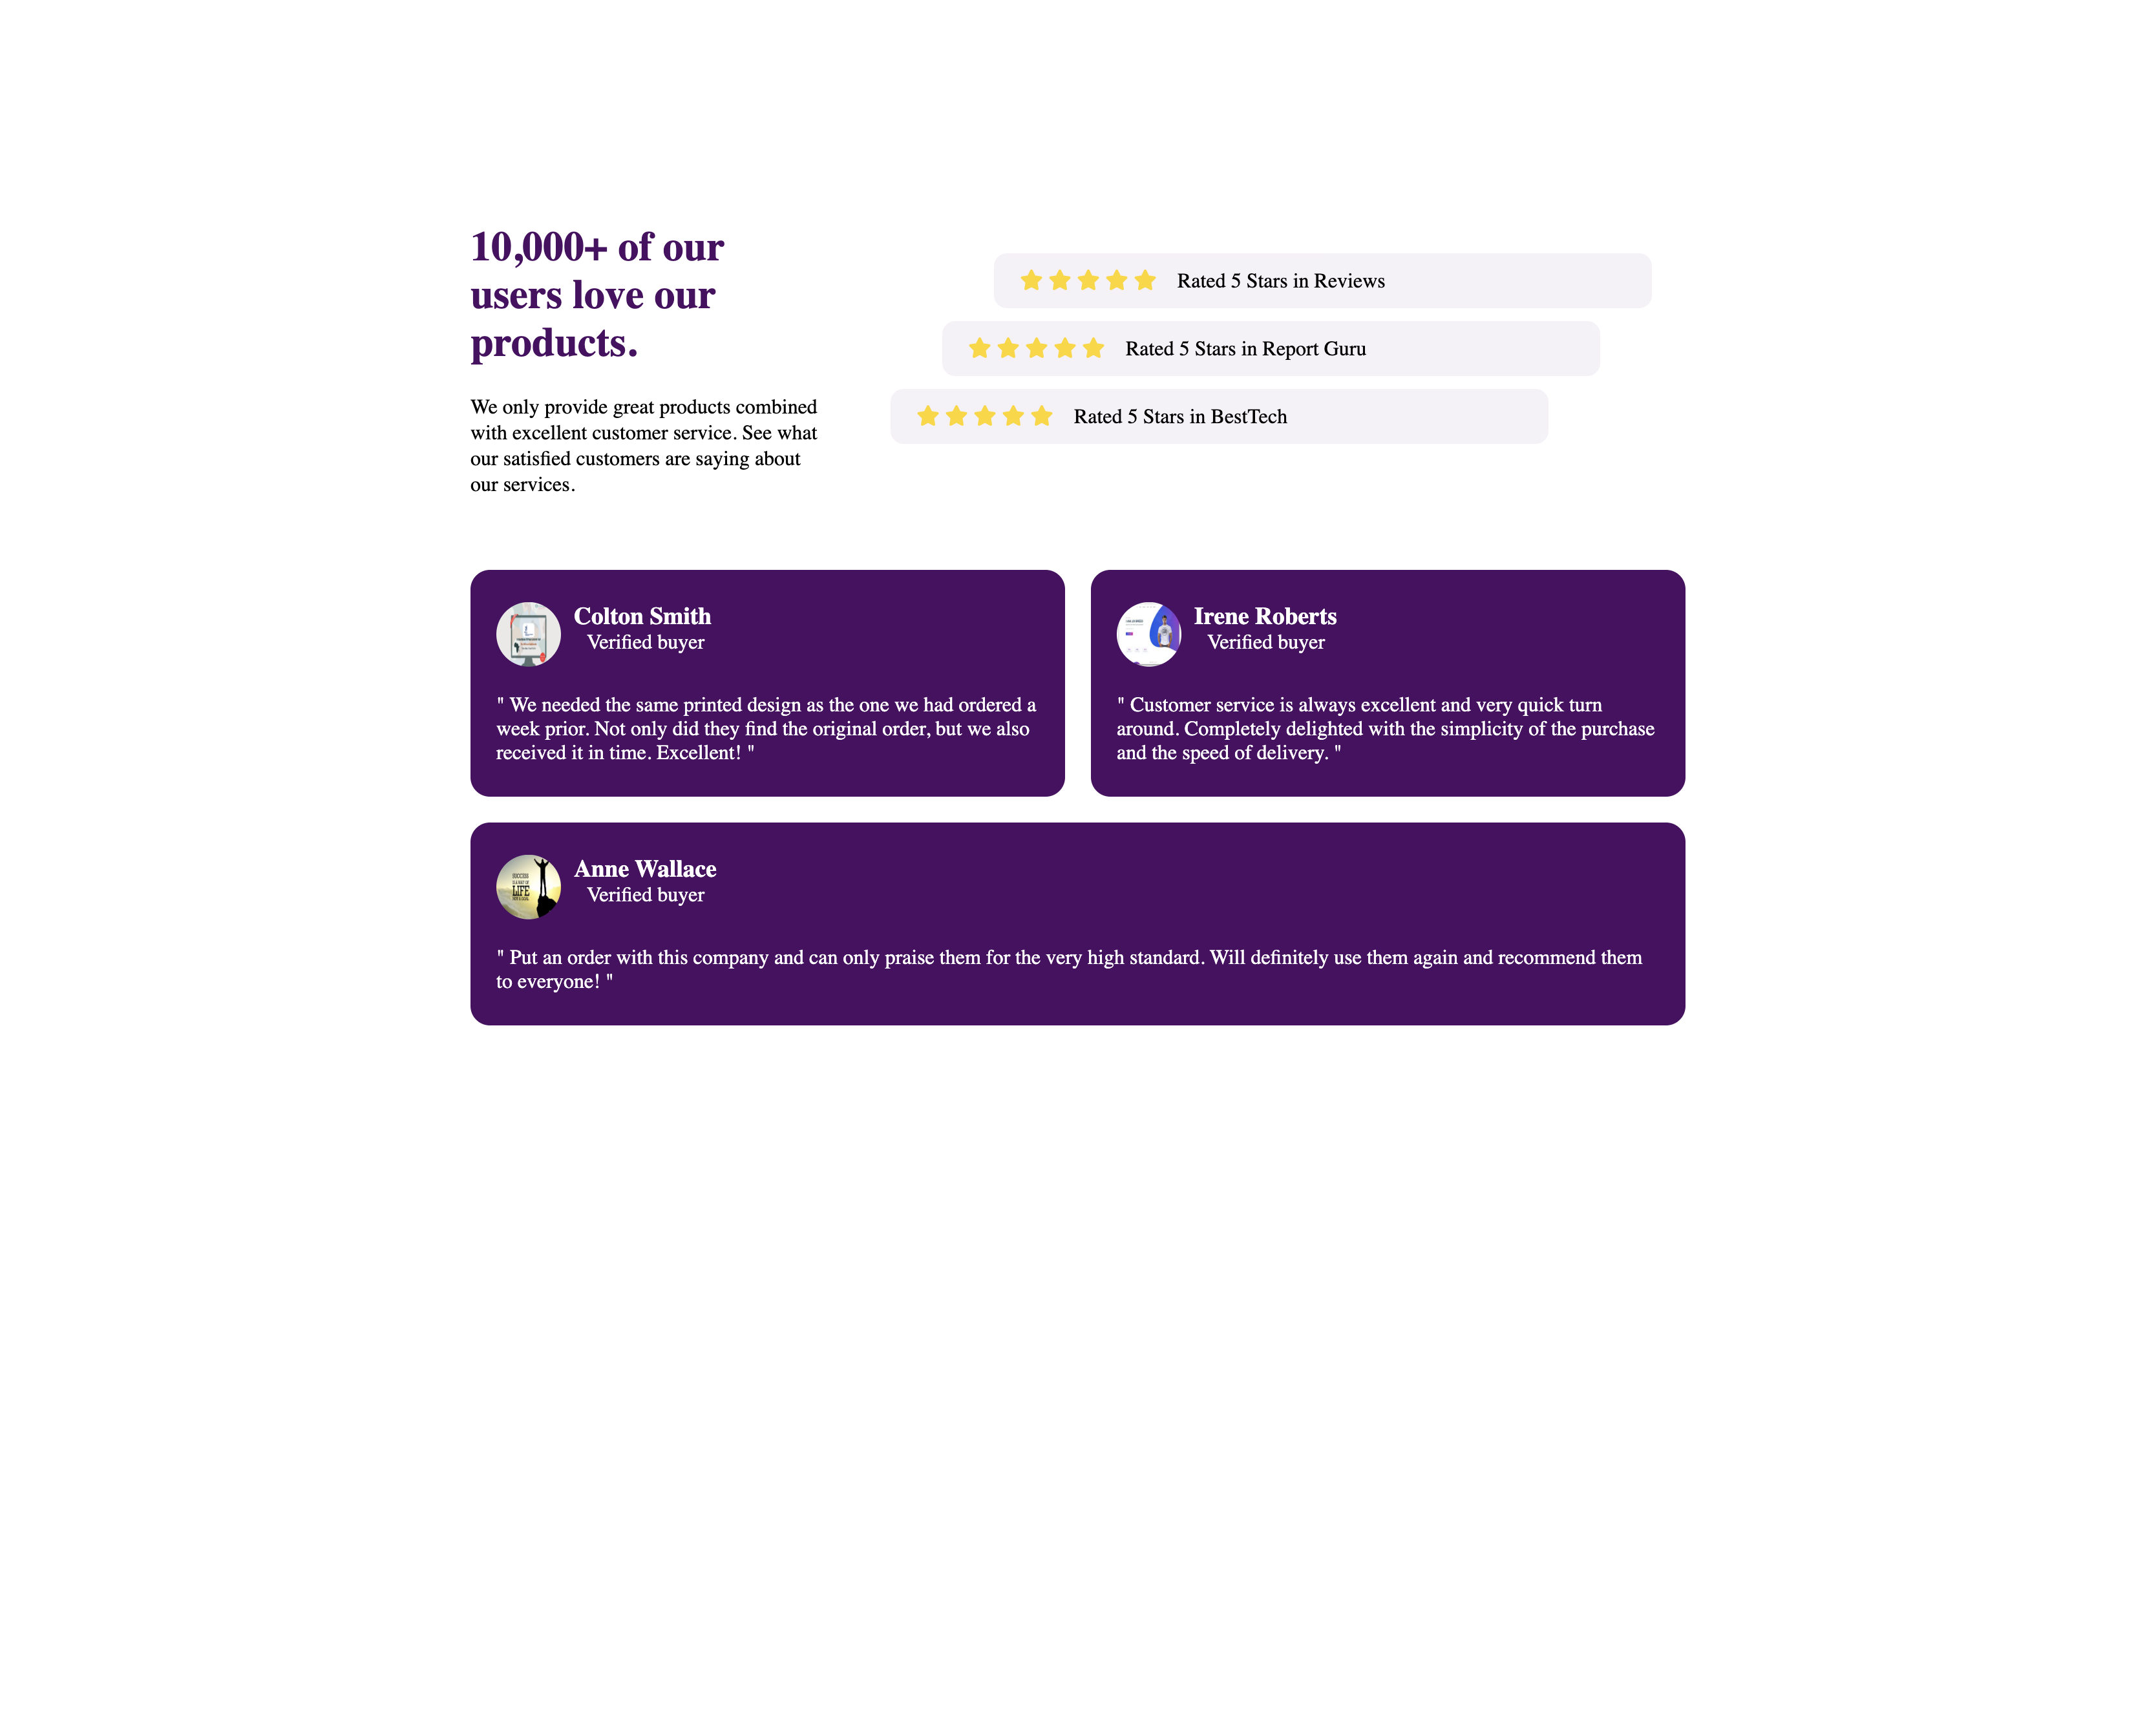 10,000+ of our
users love our
products.
We only provide great products combined
with excellent customer service. See what
our satisfied customers are saying about
our services.
Rated 5 Stars in Reviews
Rated 5 Stars in Report Guru
Rated 5 Stars in BestTech
Colton Smith
Verified buyer
" We needed the same printed design as the one we had ordered a
week prior. Not only did they find the original order, but we also
received it in time. Excellent! "
Irene Roberts
Verified buyer
" Customer service is always excellent and very quick turn
around. Completely delighted with the simplicity of the purchase
and the speed of delivery. "
SUCCESS
LIFE
Anne Wallace
Verified buyer
" Put an order with this company and can only praise them for the very high standard. Will definitely use them again and recommend them
to everyone! "